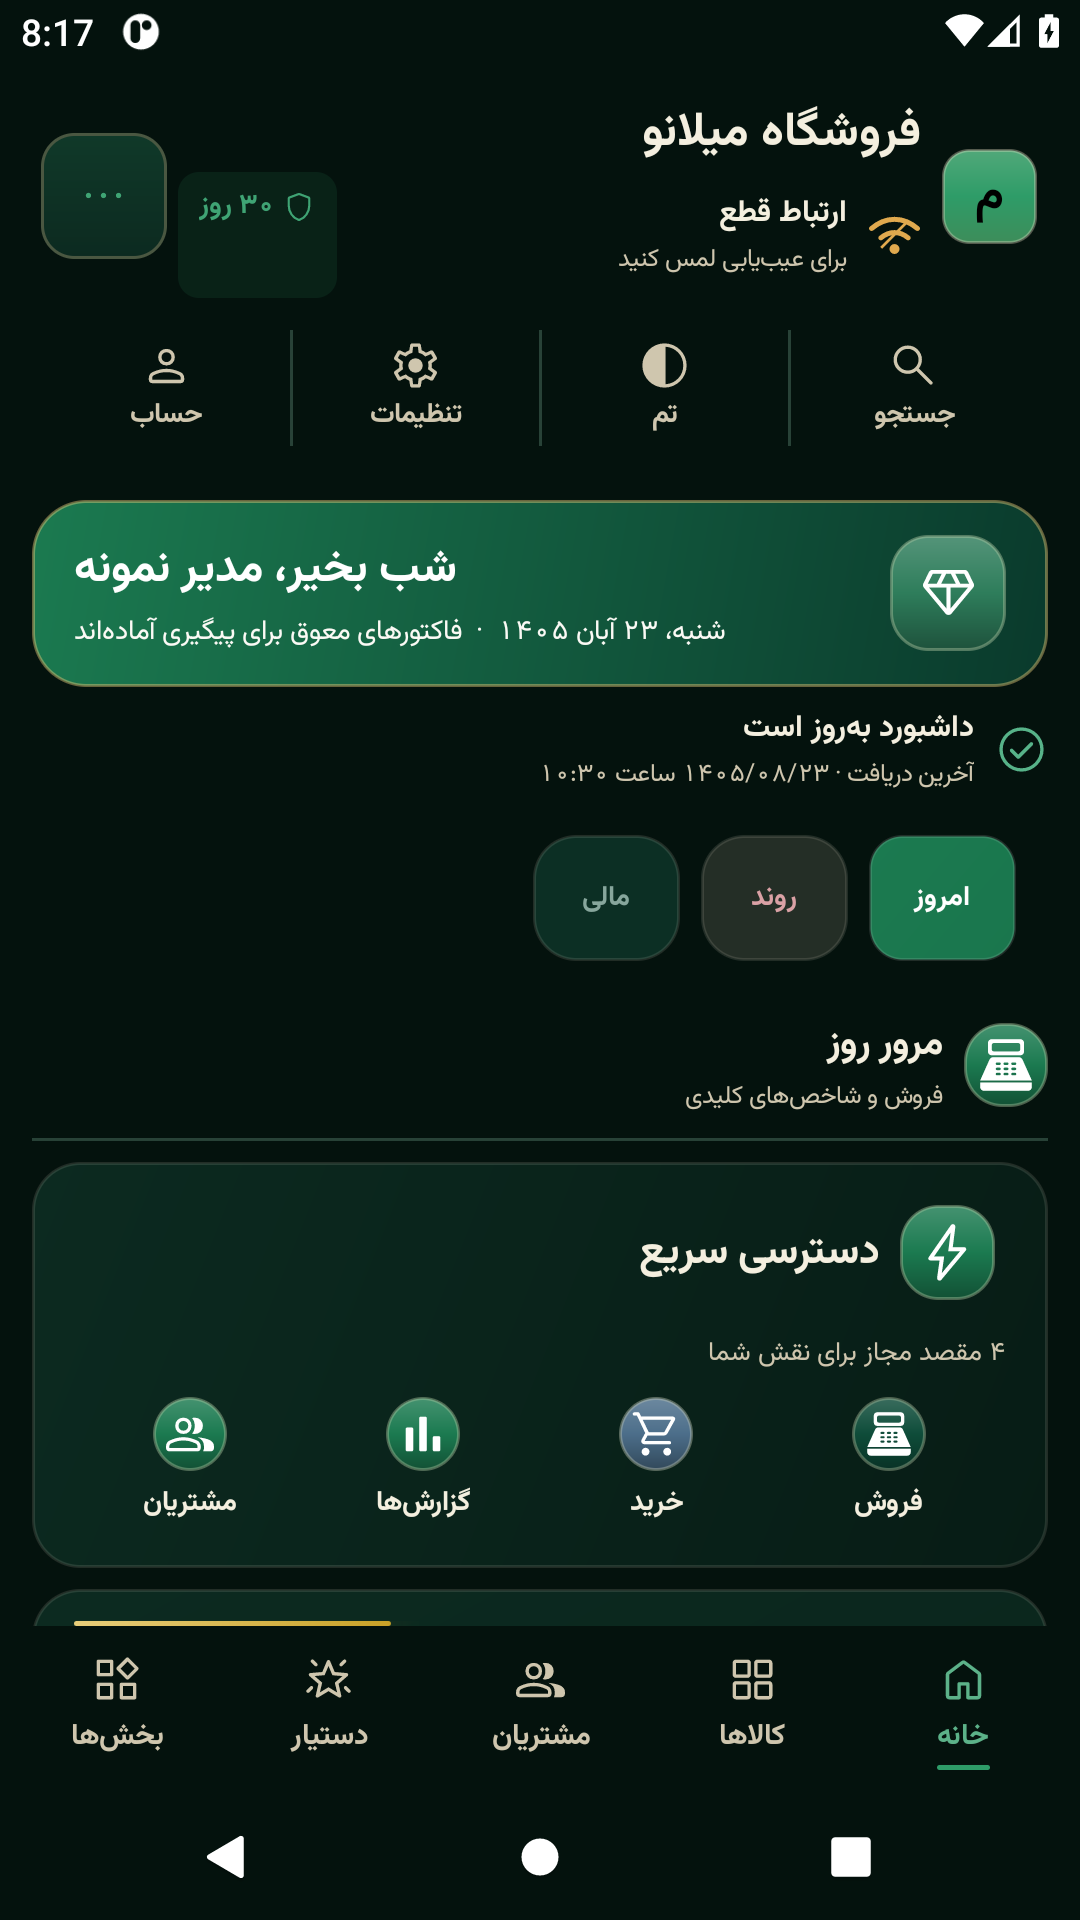 8:17
فروشگاه میلانو
م
ارتباط قطع
برای عیب‌یابی لمس کنید
۳۰ روز
...
جستجو
تم
تنظیمات
حساب
شب بخیر، مدیر نمونه
شنبه، ۲۳ آبان ۱۴۰۵ · فاکتورهای معوق برای پیگیری آماده‌اند
داشبورد به‌روز است
آخرین دریافت · ۱۴۰۵/۰۸/۲۳ ساعت ۱۰:۳۰
امروز
روند
مالی
مرور روز
فروش و شاخص‌های کلیدی
دسترسی سریع
۴ مقصد مجاز برای نقش شما
فروش
خرید
گزارش‌ها
مشتریان
خانه
کالاها
مشتریان
دستیار
بخش‌ها